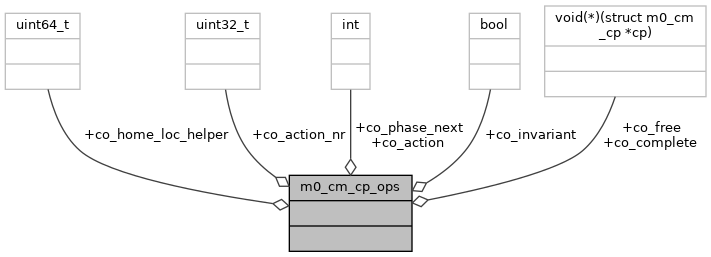 uint64_t
uint32_t
int
bool
void(*)(struct m0_cm
_cp *cp)
+co_home_loc_helper
+co_action_nr
+co_phase_next
+co_action
+co_invariant
+co_free
+co_complete
m0_cm_cp_ops